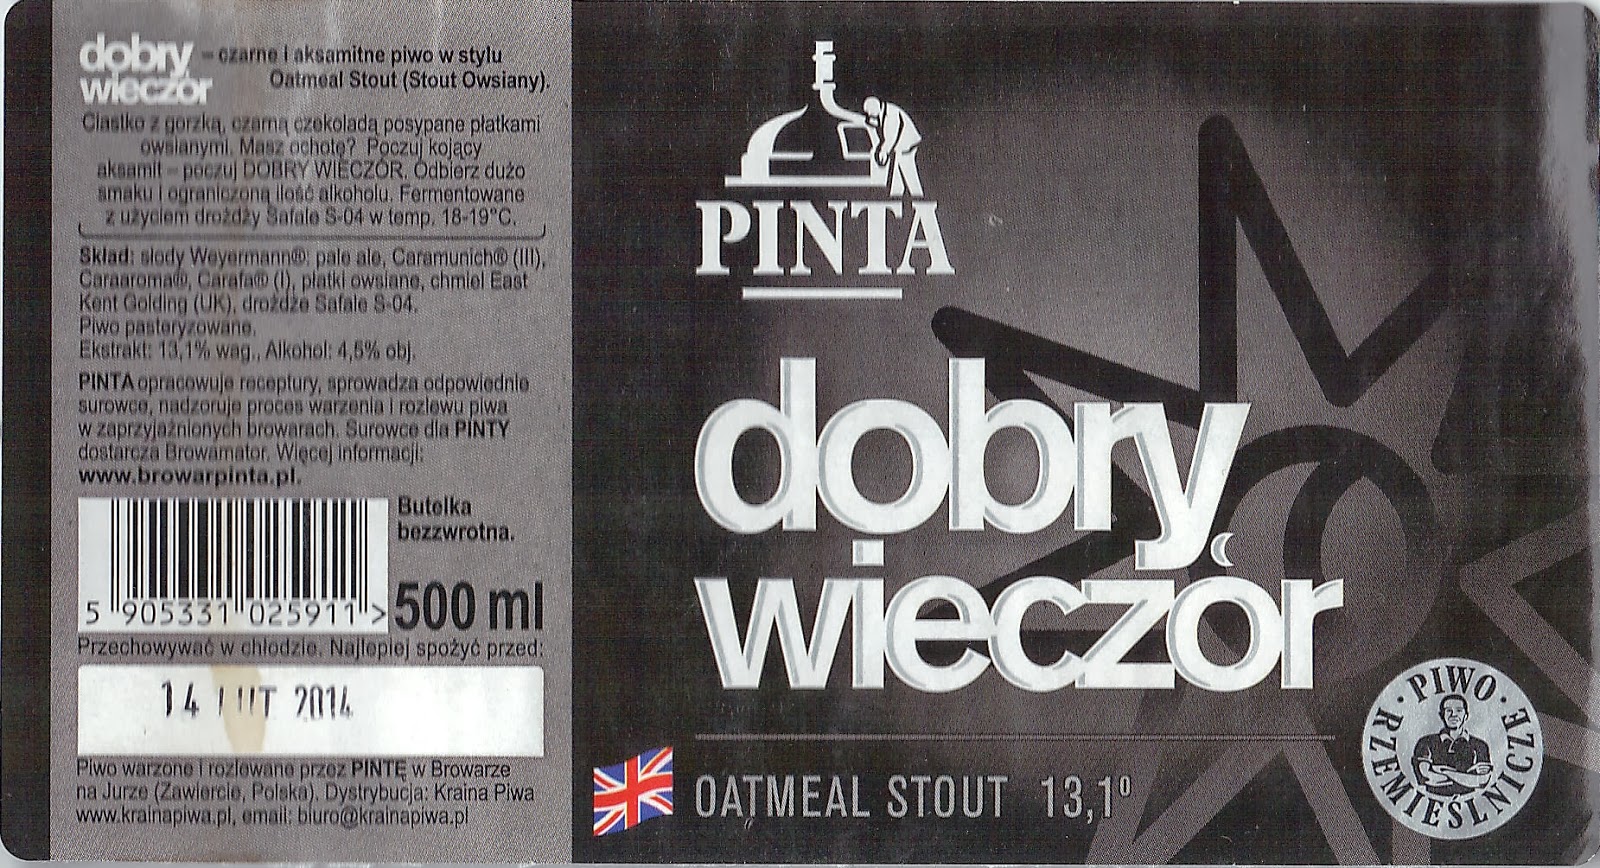 dobry
wieczór
– czarne i aksamitne piwo w stylu
Oatmeal Stout (Stout Owsiany).
Ciastko z gorzką, czarną czekoladą posypane płatkami
owsianymi. Masz ochotę? Poczuj kojący
aksamit – poczuj DOBRY WIECZÓR. Odbierz dużo
smaku i ograniczoną ilość alkoholu. Fermentowane
z użyciem drożdży Safale S-04 w temp. 18-19°C.
Skład: słody Weyermann®: pale ale, Caramunich® (III),
Caraaroma®, Carafa® (I), płatki owsiane, chmiel East
Kent Golding (UK), drożdże Safale S-04.
Piwo pasteryzowane.
Ekstrakt: 13,1% wag., Alkohol: 4,5% obj.
PINTA opracowuje receptury, sprowadza odpowiednie
surowce, nadzoruje proces warzenia i rozlewu piwa
w zaprzyjaźnionych browarach. Surowce dla PINTY
dostarcza Browamator. Więcej informacji:
www.browarpinta.pl.
Butelka
bezzwrotna.
5 905331 025911 >
500 ml
Przechowywać w chłodzie. Najlepiej spożyć przed:
14 LUT 2014
Piwo warzone i rozlewane przez PINTĘ w Browarze
na Jurze (Zawiercie, Polska). Dystrybucja: Kraina Piwa
www.krainapiwa.pl, email: biuro@krainapiwa.pl
PINTA
dobry
wieczór
OATMEAL STOUT 13,1⁰
· PIWO ·
RZEMIEŚLNICZE